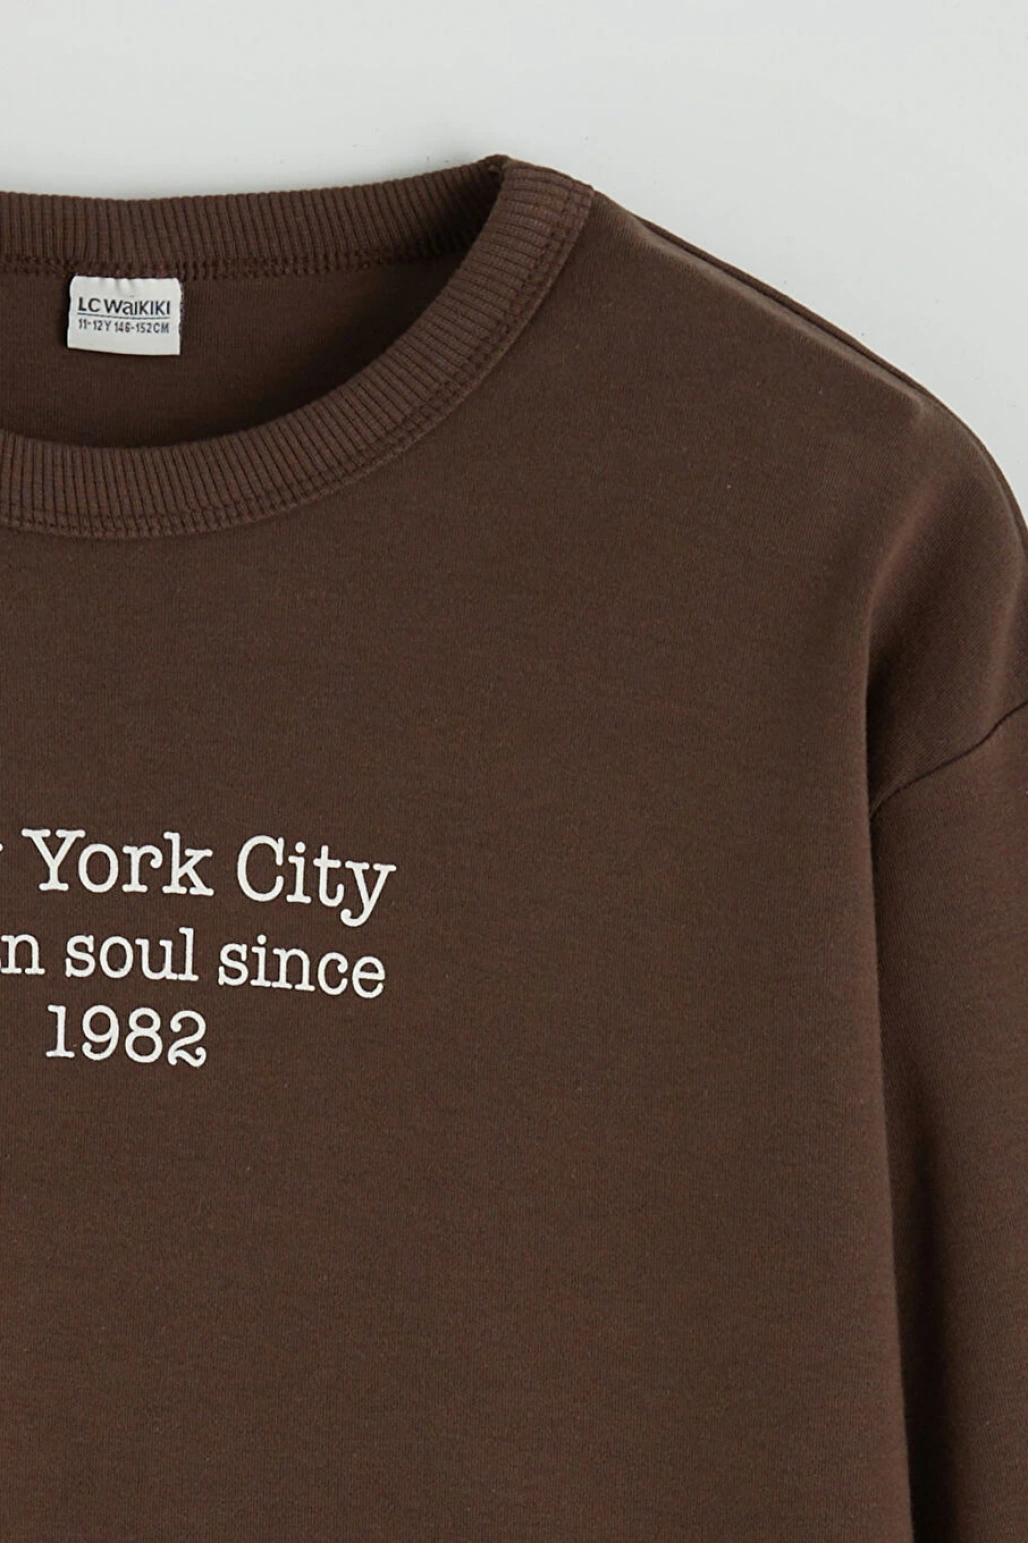 LC WAIKIKI
11-12Y 146-152CM
York City
soul since
1982